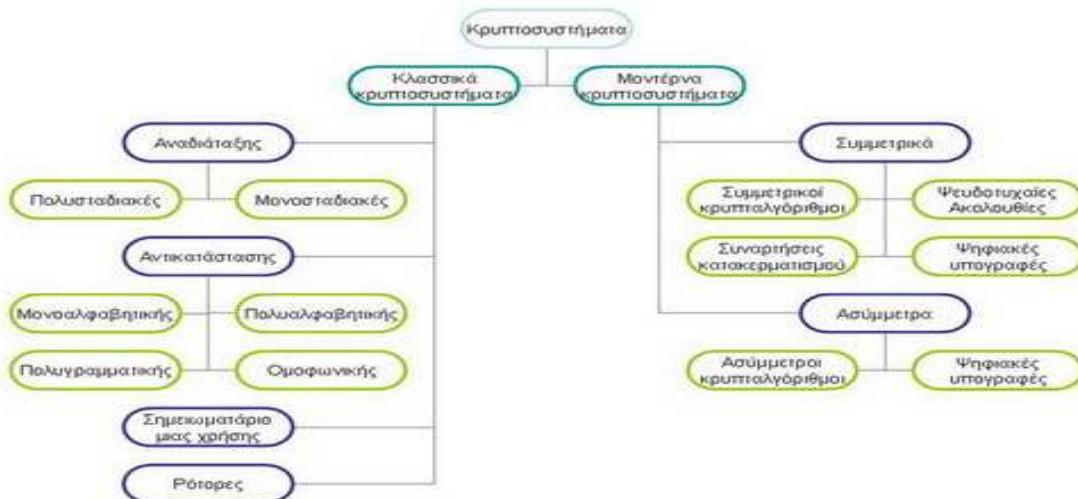 Κρυπτοσυστήματα
Κλασσικά
κρυπτοσυστήματα
Μοντέρνα
κρυπτοσυστήματα
Αναδιάταξης
Πολυσταδιακές
Μονοσταδιακές
Αντικατάστασης
Μονοαλφαβητικής
Πολυαλφαβητικής
Πολυγραμματικής
Ομοφωνικής
Σημειωματάριο
μιας χρήσης
Ρότορες
Συμμετρικά
Συμμετρικοί
κρυπταλγόριθμοι
Ψευδοτυχαίες
Ακολουθίες
Συναρτήσεις
κατακερματισμού
Ψηφιακές
υπογραφές
Ασύμμετρα
Ασύμμετροι
κρυπταλγόριθμοι
Ψηφιακές
υπογραφές